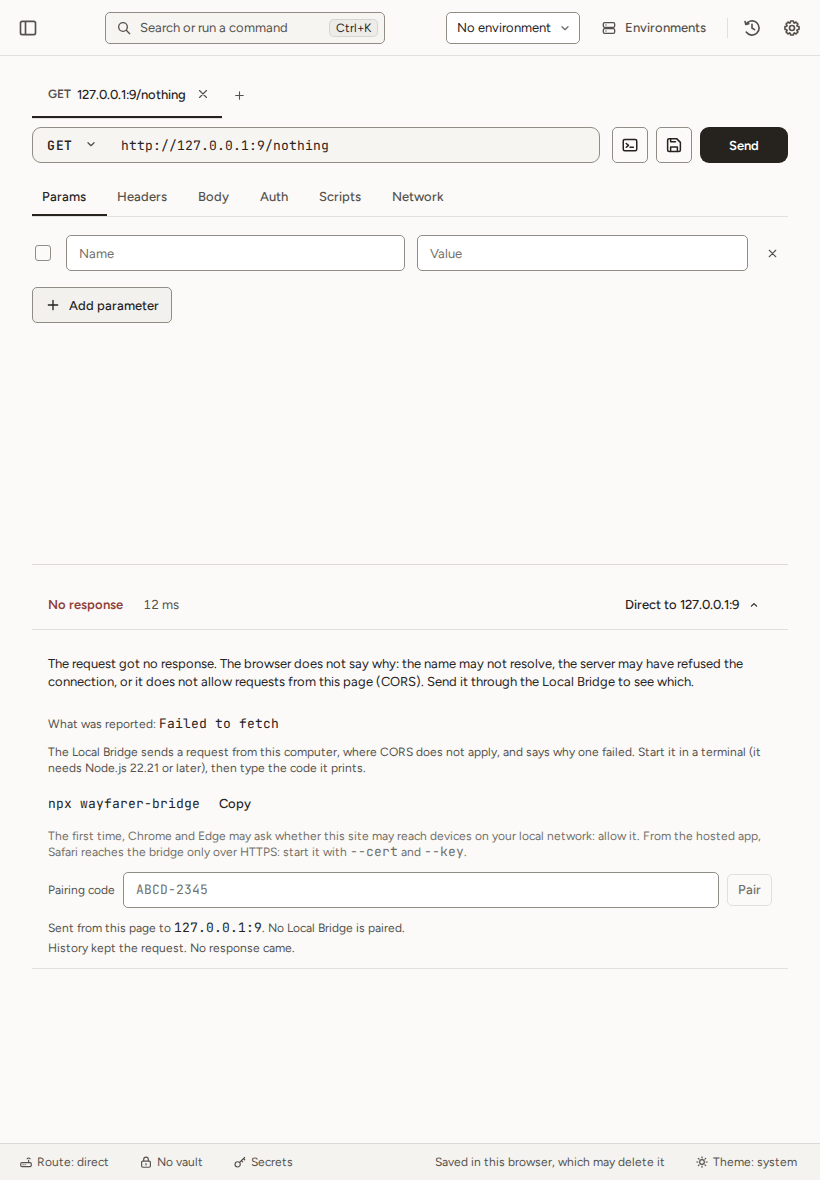 Search or run a command Ctrl+K No environment Environments
GET 127.0.0.1:9/nothing
GET http://127.0.0.1:9/nothing Send
Params Headers Body Auth Scripts Network
Name Value
Add parameter
No response 12 ms Direct to 127.0.0.1:9
The request got no response. The browser does not say why: the name may not resolve, the server may have refused the
connection, or it does not allow requests from this page (CORS). Send it through the Local Bridge to see which.
What was reported: Failed to fetch
The Local Bridge sends a request from this computer, where CORS does not apply, and says why one failed. Start it in a terminal (it
needs Node.js 22.21 or later), then type the code it prints.
npx wayfarer-bridge Copy
The first time, Chrome and Edge may ask whether this site may reach devices on your local network: allow it. From the hosted app,
Safari reaches the bridge only over HTTPS: start it with --cert and --key.
Pairing code ABCD-2345 Pair
Sent from this page to 127.0.0.1:9. No Local Bridge is paired.
History kept the request. No response came.
Route: direct No vault Secrets Saved in this browser, which may delete it Theme: system